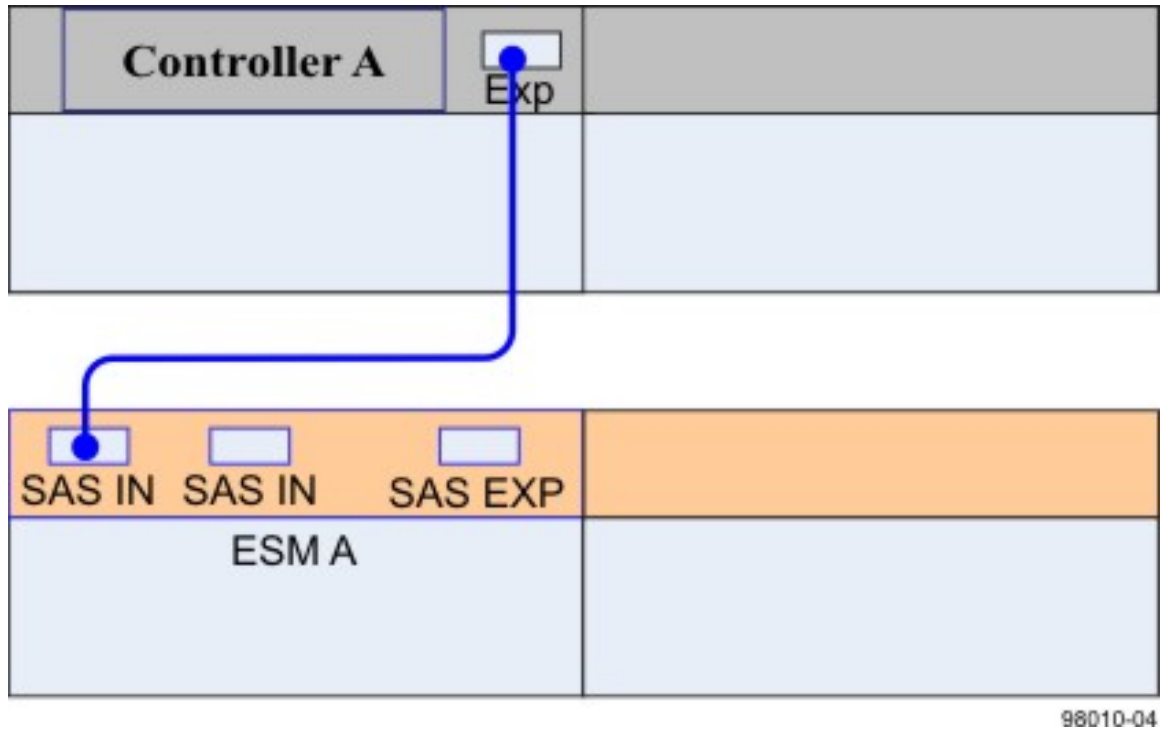 Controller A
Exp
SAS IN SAS IN SAS EXP
ESM A
98010-04